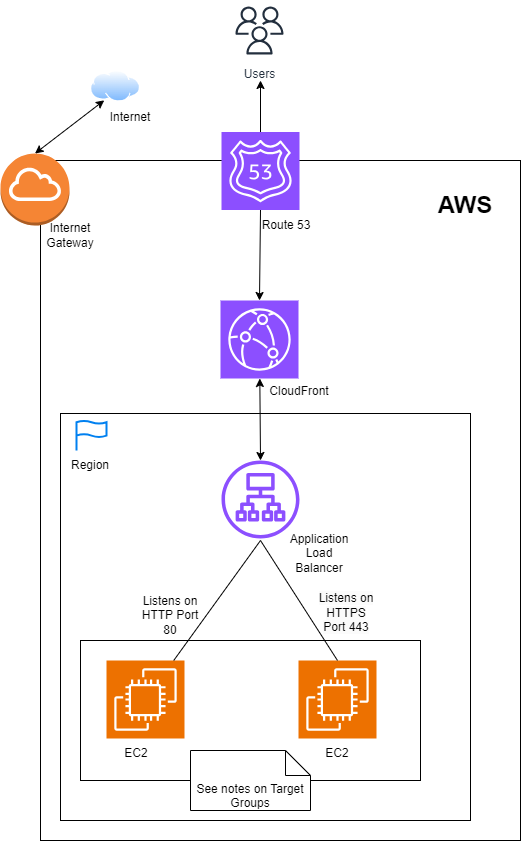 Users
Internet
53
AWS
Route 53
Internet
Gateway
CloudFront
Region
Application
Load
Balancer
Listens on
HTTP Port
80
Listens on
HTTPS
Port 443
EC2
EC2
See notes on Target
Groups